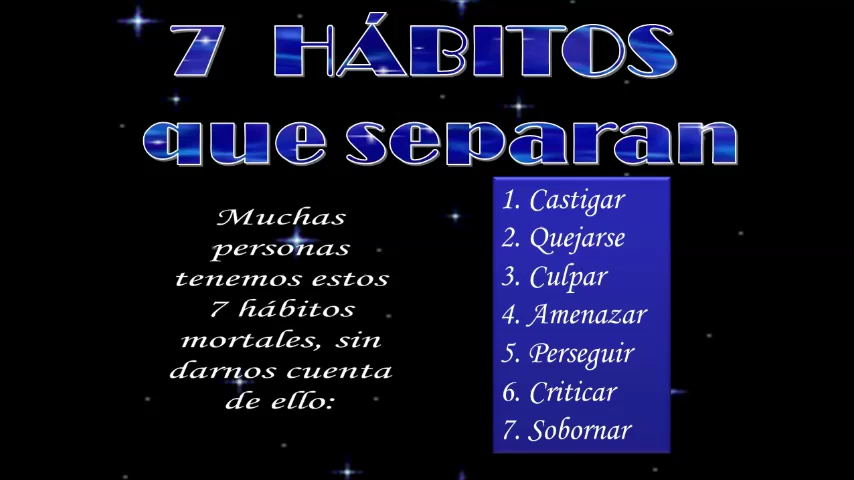 7 HÁBITOS
que separan
Muchas
personas
tenemos estos
7 hábitos
mortales, sin
darnos cuenta
de ello:
1. Castigar
2. Quejarse
3. Culpar
4. Amenazar
5. Perseguir
6. Criticar
7. Sobornar